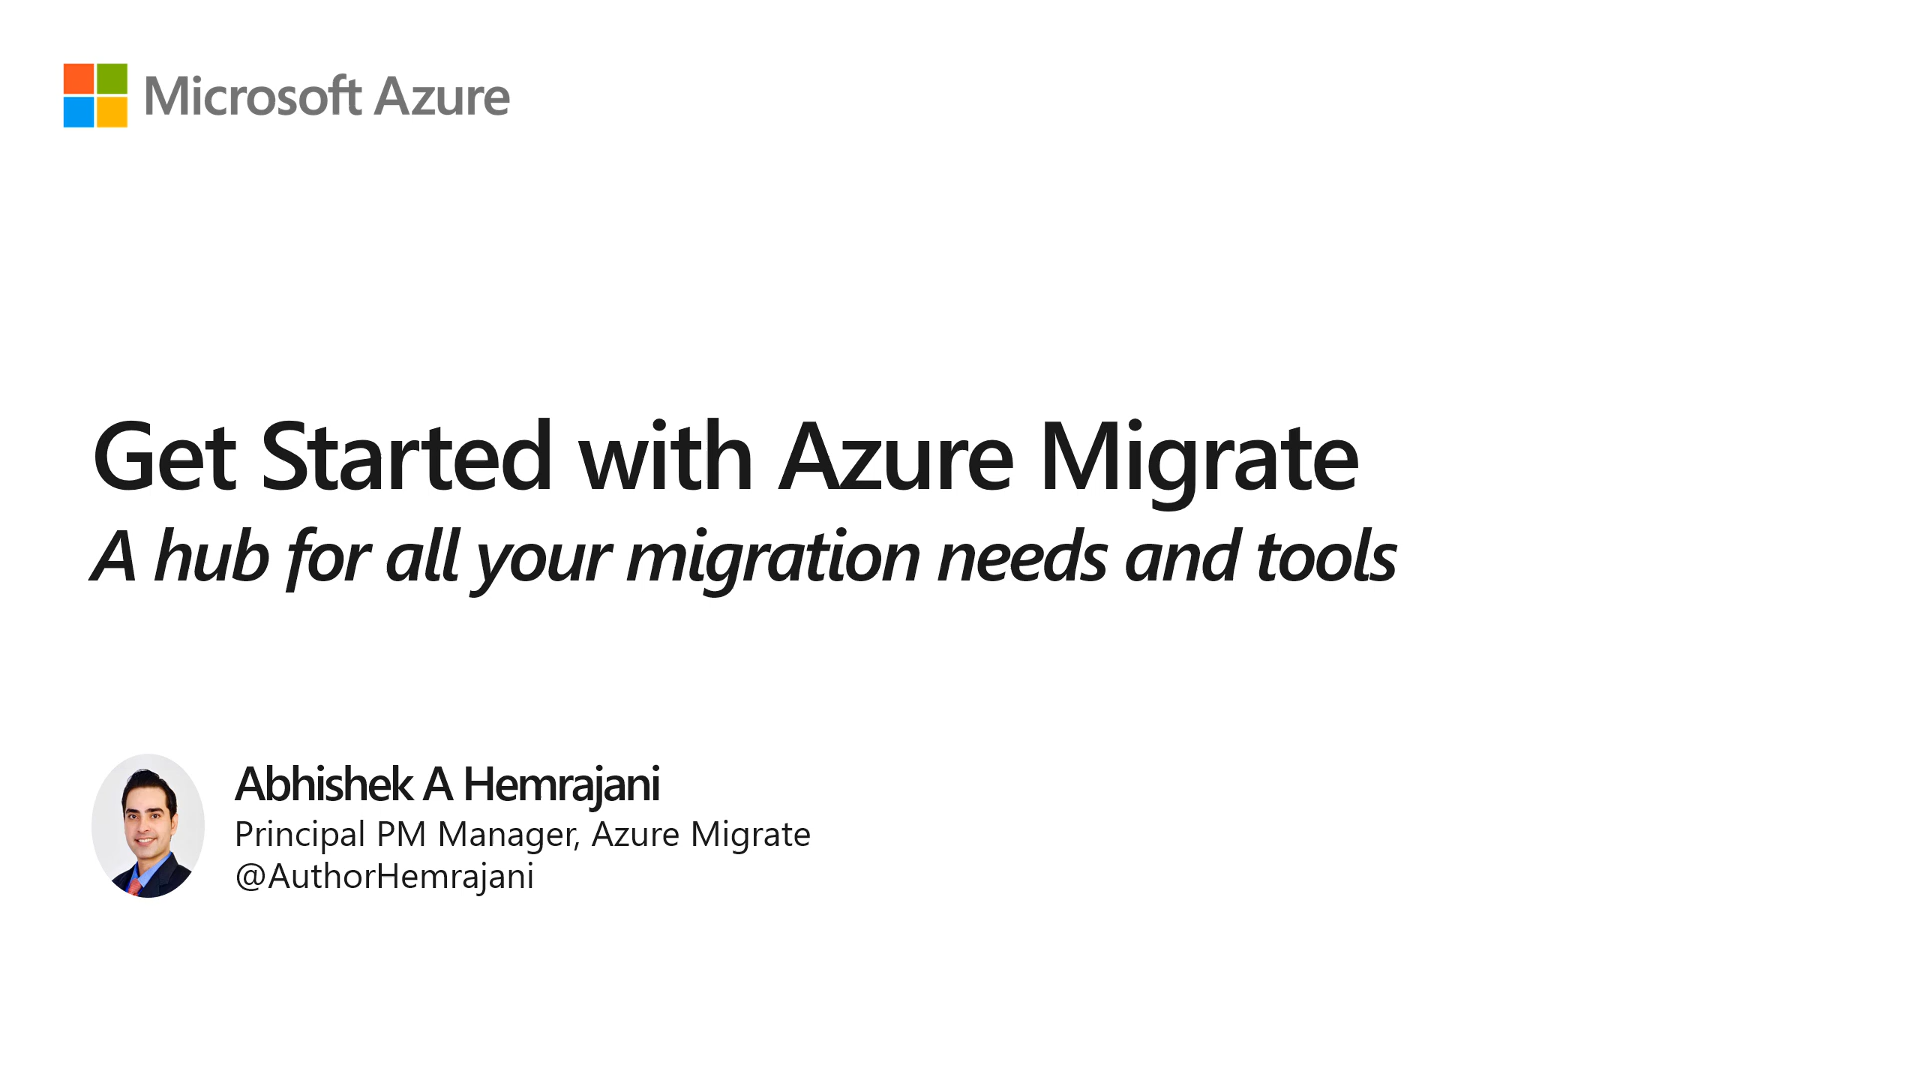 Microsoft Azure
Get Started with Azure Migrate
A hub for all your migration needs and tools
Abhishek A Hemrajani
Principal PM Manager, Azure Migrate
@AuthorHemrajani